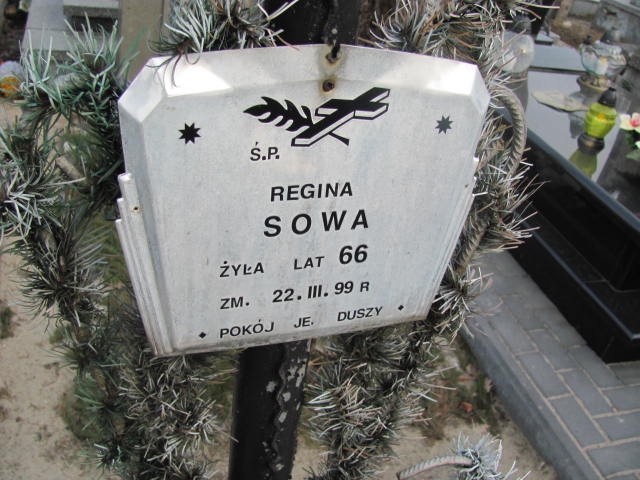 Ś.P.
REGINA
SOWA
ŻYŁA LAT 66
ZM. 22.III.99 R
POKÓJ JE. DUSZY